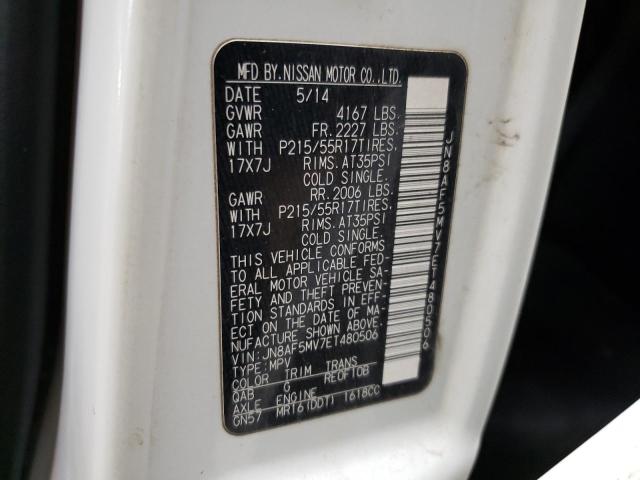 MFD BY.NISSAN MOTOR CO.,LTD.
DATE 5/14
GVWR 4167 LBS.
GAWR FR. 2227 LBS.
WITH P215/55R17TIRES.
17X7J RIMS. AT35PSI
COLD SINGLE.
GAWR RR. 2006 LBS.
WITH P215/55R17TIRES.
17X7J RIMS. AT35PSI
COLD SINGLE.
THIS VEHICLE CONFORMS
TO ALL APPLICABLE FED-
ERAL MOTOR VEHICLE SA-
FETY AND THEFT PREVEN-
TION STANDARDS IN EFF-
ECT ON THE DATE OF MA-
NUFACTURE SHOWN ABOVE.
VIN: JN8AF5MV7ET480506
TYPE: MPV
COLOR TRIM TRANS
QAB G RE0F10B
AXLE ENGINE
GN57 MR16(DDT) 1618CC
JN8AF5MV7ET480506